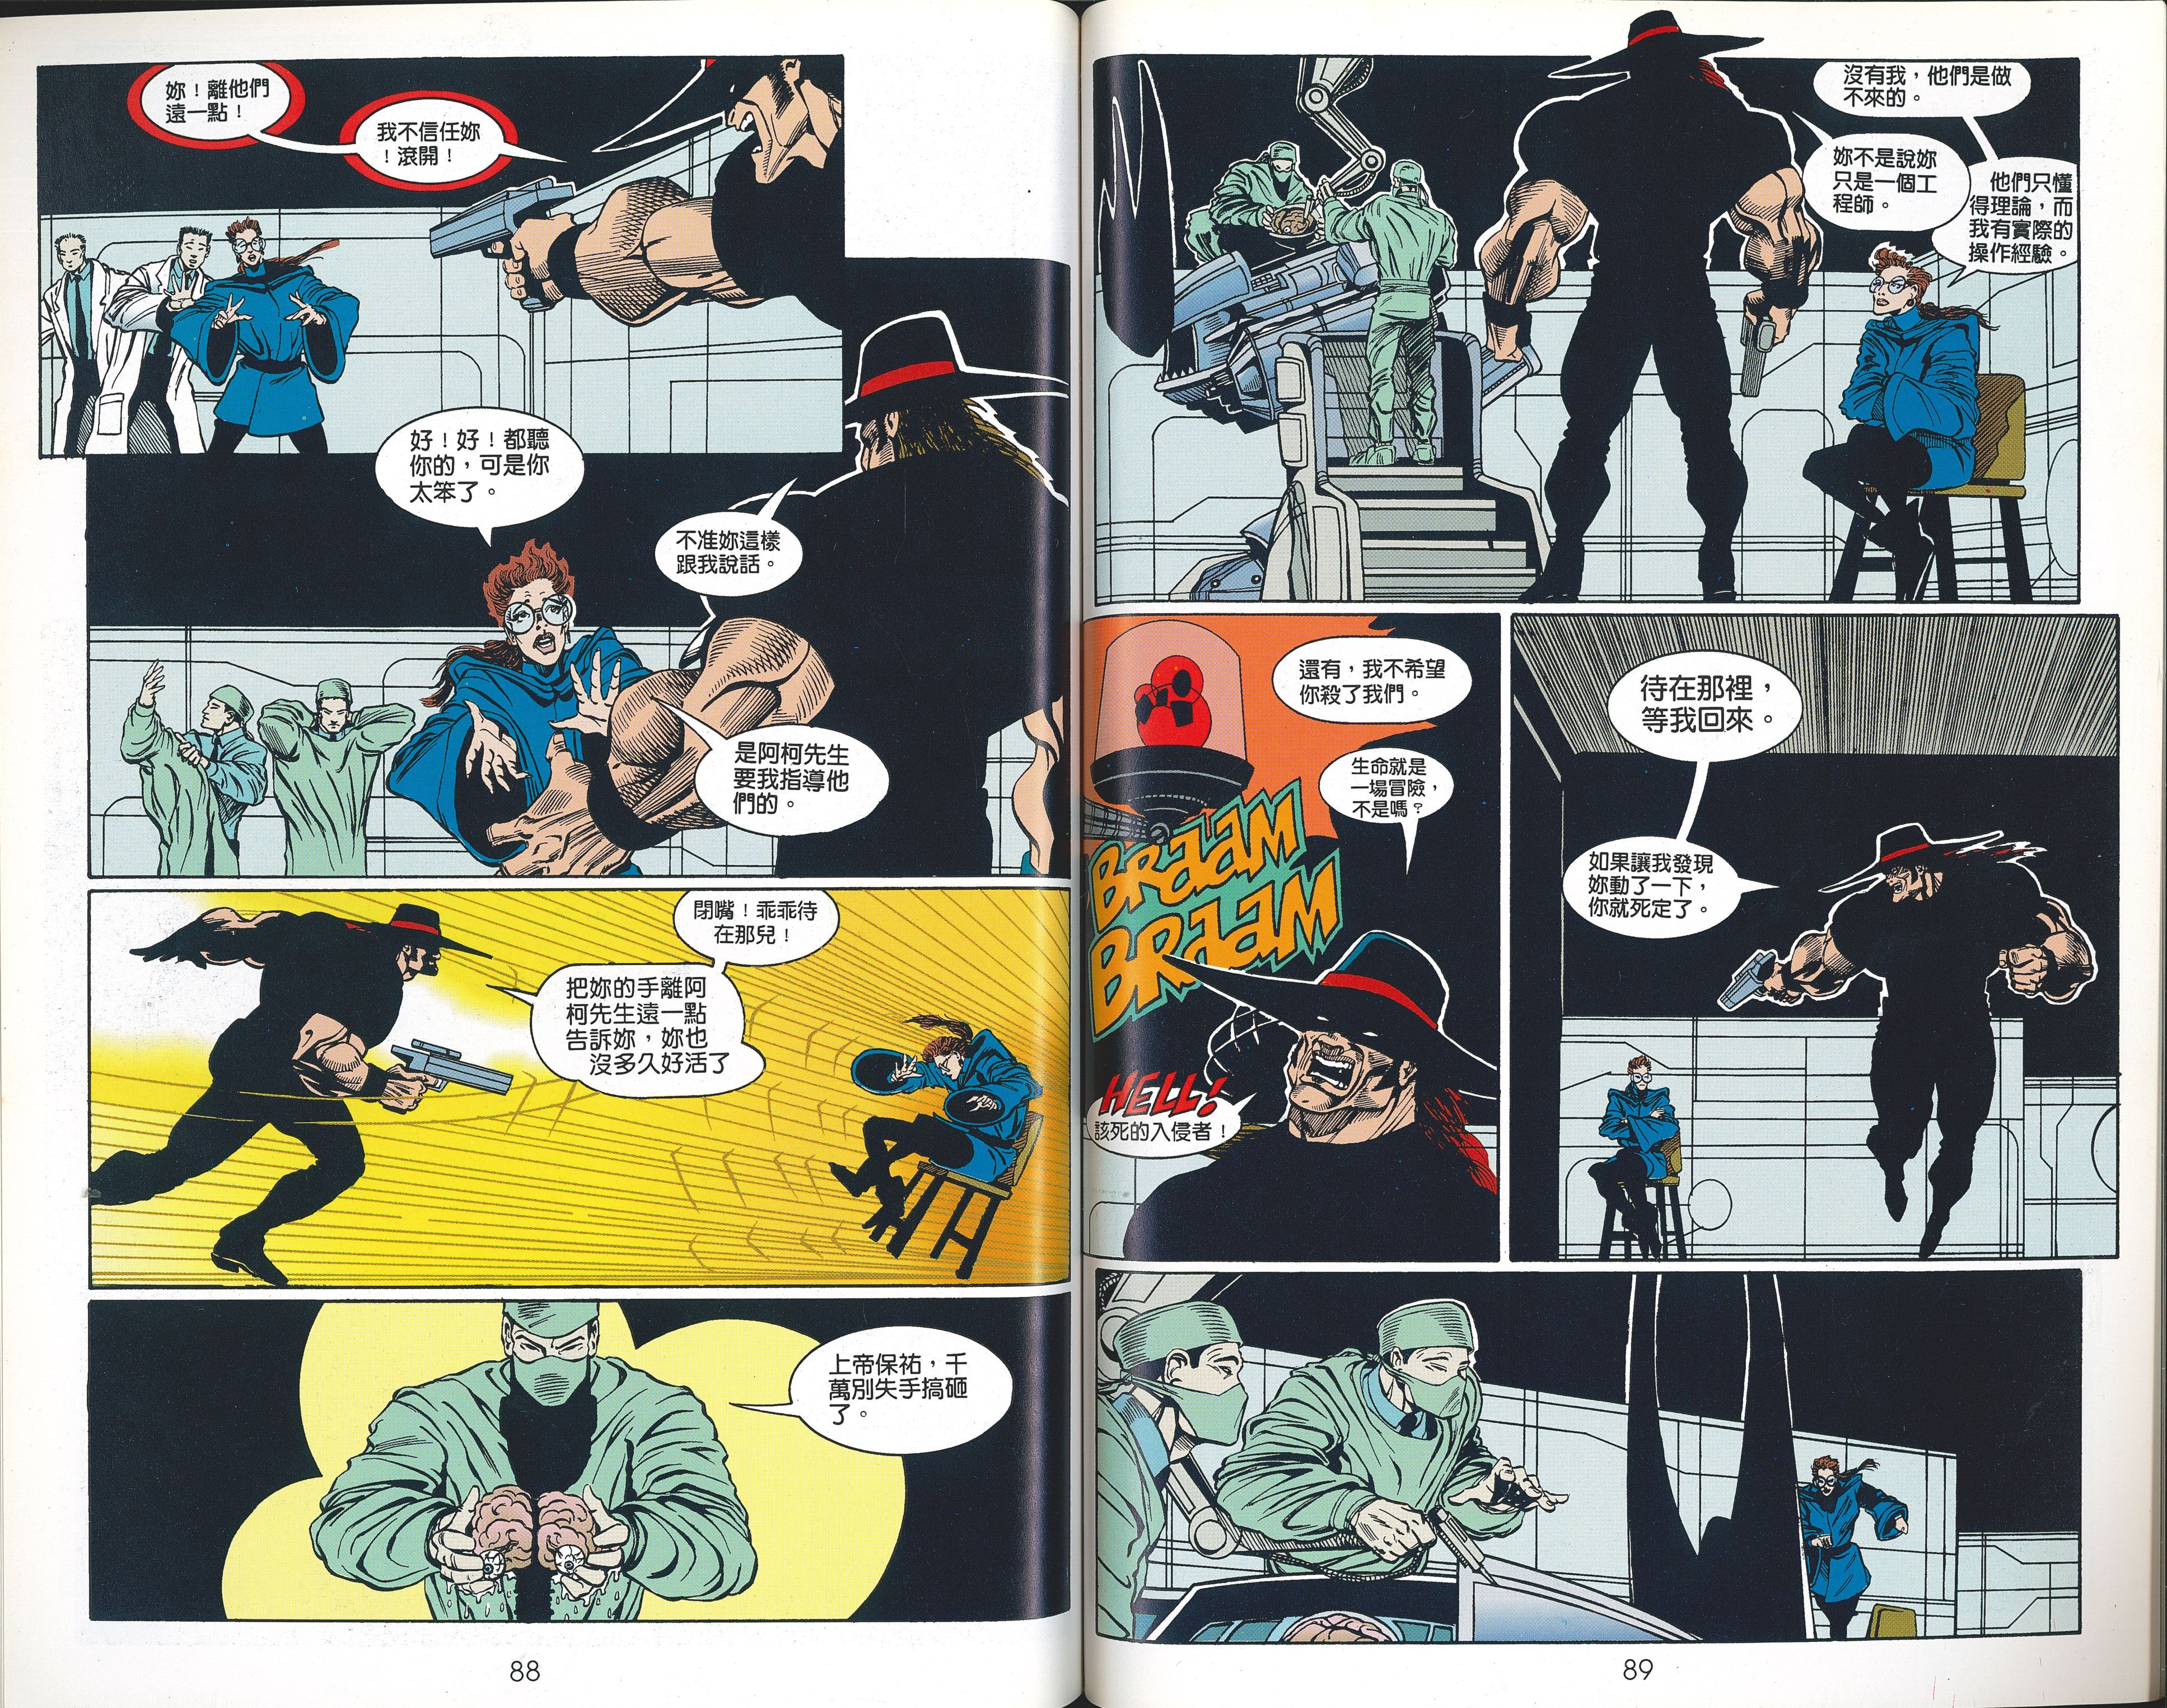 妳！離他們
遠一點！
我不信任妳
！滾開！
好！好！都聽
你的，可是你
太笨了。
不准妳這樣
跟我說話。
是阿柯先生
要我指導他
們的。
閉嘴！乖乖待
在那兒！
把妳的手離阿
柯先生遠一點
告訴妳，妳也
沒多久好活了
上帝保祐，千
萬別失手搞砸
了。
88
沒有我，他們是做
不來的。
妳不是說妳
只是一個工
程師。
他們只懂
得理論，而
我有實際的
操作經驗。
還有，我不希望
你殺了我們。
生命就是
一場冒險，
不是嗎？
BRAAM
BRAAM
HELL!
該死的入侵者！
待在那裡，
等我回來。
如果讓我發現
妳動了一下，
你就死定了。
89